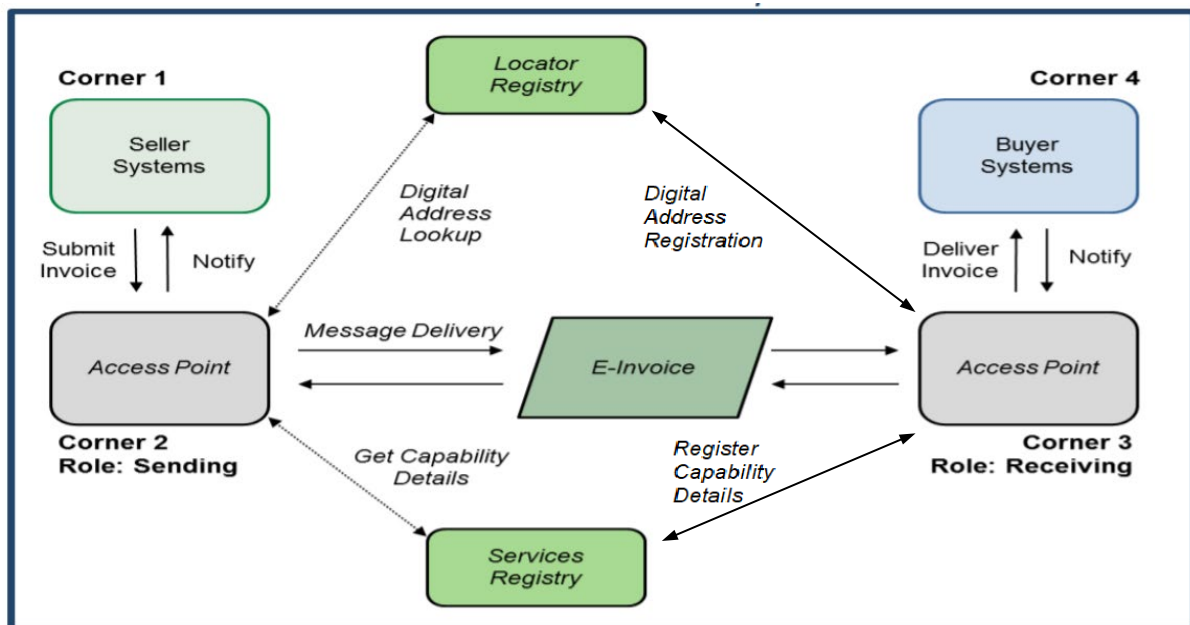 Locator
Registry
Corner 1
Corner 4
Seller
Systems
Buyer
Systems
Digital
Address
Lookup
Digital
Address
Registration
Submit
Invoice
Notify
Deliver
Invoice
Notify
Message Delivery
Access Point
E-Invoice
Access Point
Corner 2
Role: Sending
Corner 3
Role: Receiving
Get Capability
Details
Register
Capability
Details
Services
Registry